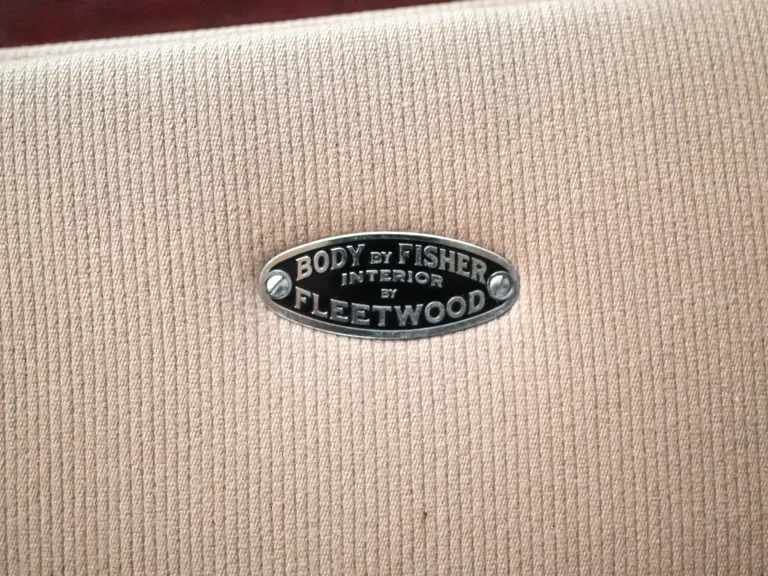 BODY BY FISHER
INTERIOR
BY
FLEETWOOD